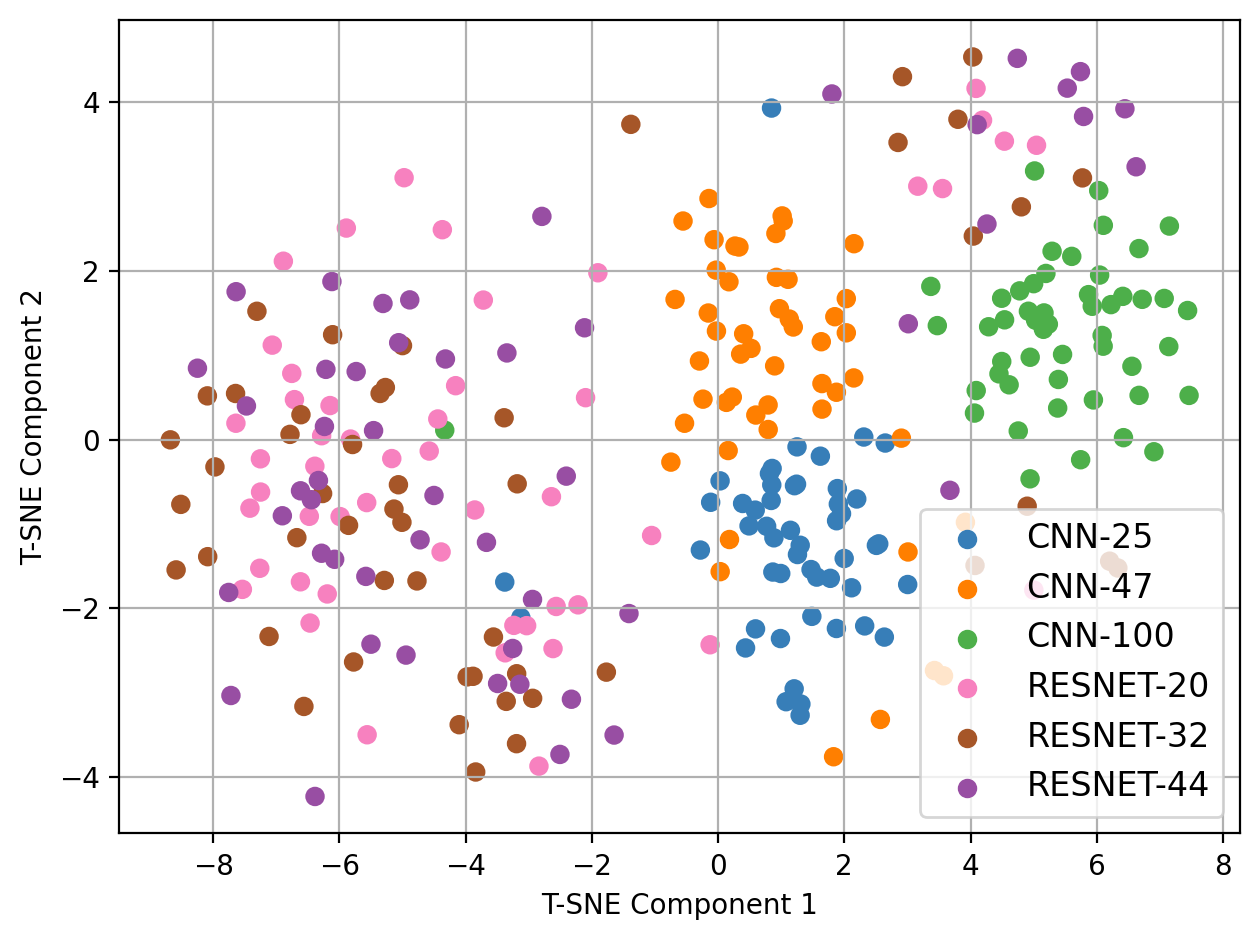 4
2
0
−2
−4
T-SNE Component 2
−8
−6
−4
−2
0
2
4
6
8
T-SNE Component 1
CNN-25
CNN-47
CNN-100
RESNET-20
RESNET-32
RESNET-44